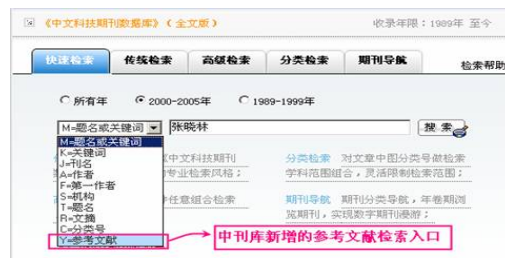 《中文科技期刊数据库》（全文版）
收录年限：1989年 至今
快速检索
传统检索
高级检索
分类检索
期刊导航
检索帮助
所有年
2000-2005年
1989-1999年
M=题名或关键词
张晓林
搜 索
M=题名或关键词
K=关键词
J=刊名
A=作者
F=第一作者
S=机构
T=题名
R=文摘
C=分类号
Y=参考文献
中文科技期刊
专业检索风格；
任意组合检索
分类检索 对文章中图分类号做检索
学科范围组合，灵活限制检索范围；
期刊导航 期刊分类导航，年卷期浏
览期刊，实现数字期刊漫游；
中刊库新增的参考文献检索入口